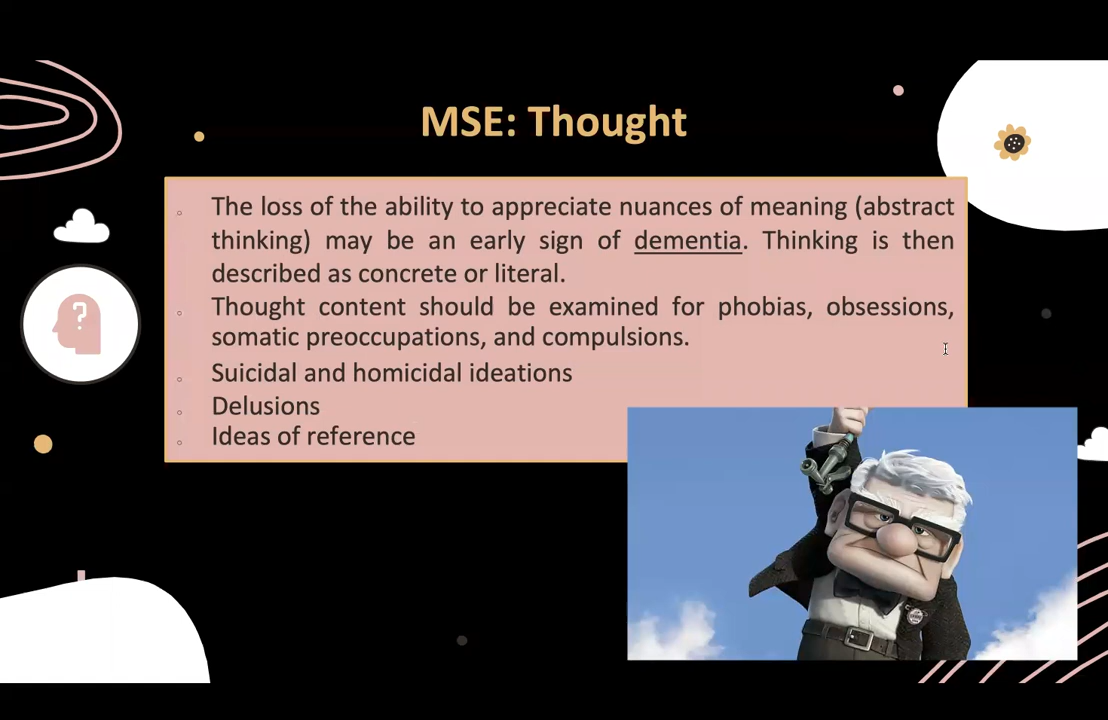 MSE: Thought
The loss of the ability to appreciate nuances of meaning (abstract
thinking) may be an early sign of dementia. Thinking is then
described as concrete or literal.
Thought content should be examined for phobias, obsessions,
somatic preoccupations, and compulsions.
Suicidal and homicidal ideations
Delusions
Ideas of reference
?